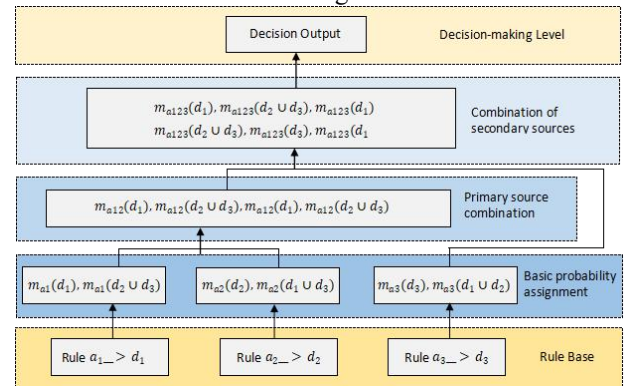 Decision Output
Decision-making Level
m_{a123}(d_1), m_{a123}(d_2 ∪ d_3), m_{a123}(d_1)
m_{a123}(d_2 ∪ d_3), m_{a123}(d_3), m_{a123}(d_1
Combination of
secondary sources
m_{a12}(d_1), m_{a12}(d_2 ∪ d_3), m_{a12}(d_1), m_{a12}(d_2 ∪ d_3)
Primary source
combination
m_{a1}(d_1), m_{a1}(d_2 ∪ d_3)
m_{a2}(d_2), m_{a2}(d_1 ∪ d_3)
m_{a3}(d_3), m_{a3}(d_1 ∪ d_2)
Basic probability
assignment
Rule a_1_ > d_1
Rule a_2_ > d_2
Rule a_3_ > d_3
Rule Base